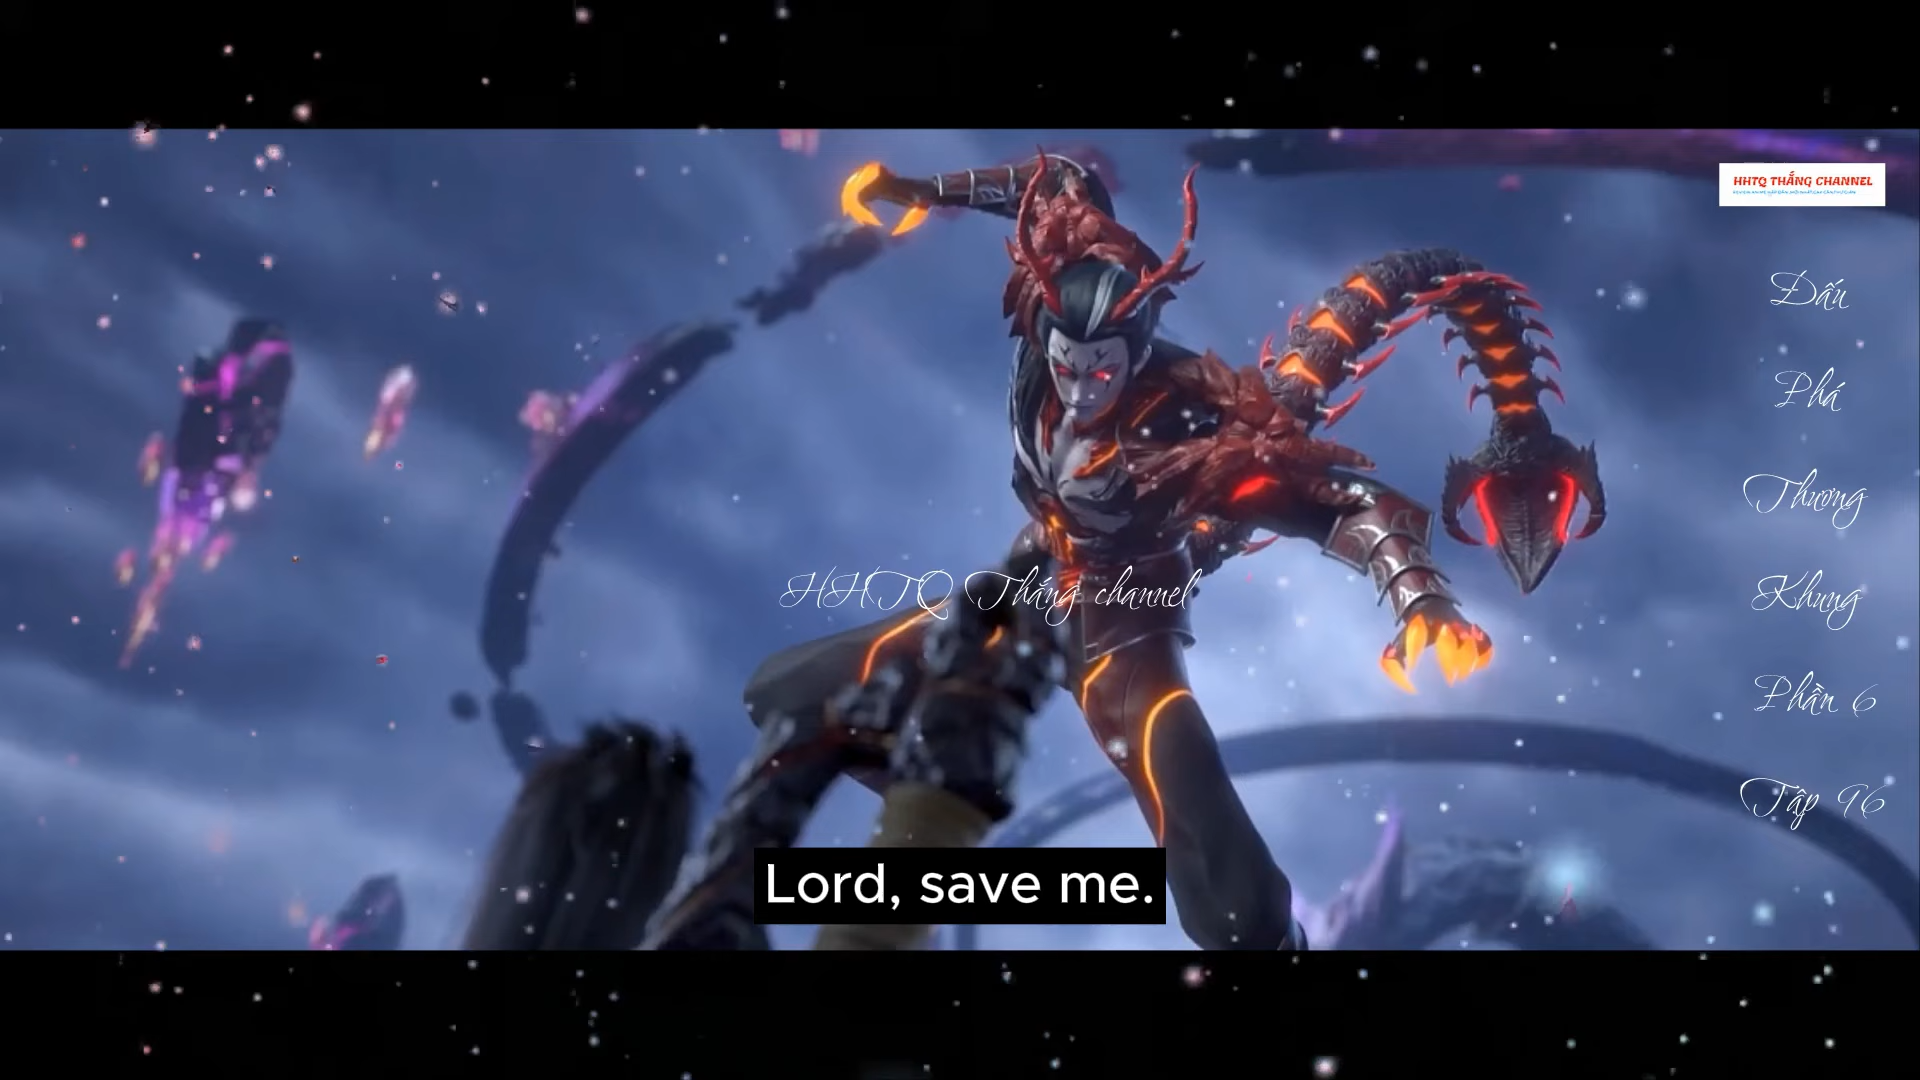 HHTQ THẮNG CHANNEL
Đấu
Phá
Thương
Khung
Phần 6
Tập 96
HHTQ Thắng channel
Lord, save me.